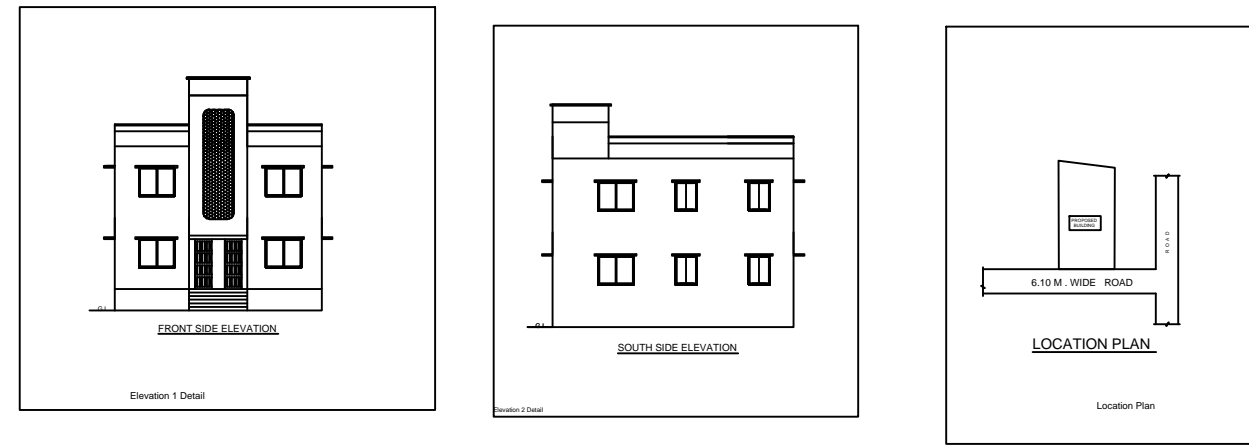 G.L
FRONT SIDE ELEVATION
Elevation 1 Detail
G.L
SOUTH SIDE ELEVATION
Elevation 2 Detail
PROPOSED
BUILDING
ROAD
6.10 M . WIDE ROAD
LOCATION PLAN
Location Plan